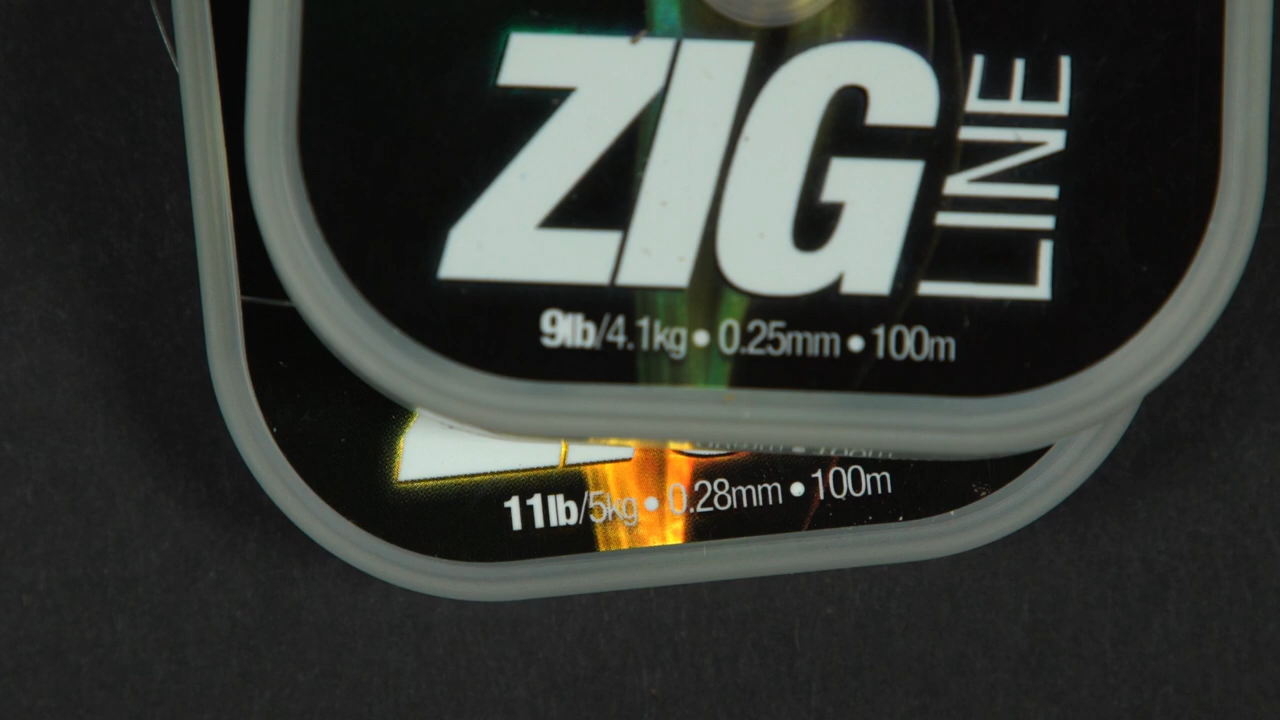 ZIG LINE
9lb/4.1kg • 0.25mm • 100m
11lb/5kg • 0.28mm • 100m